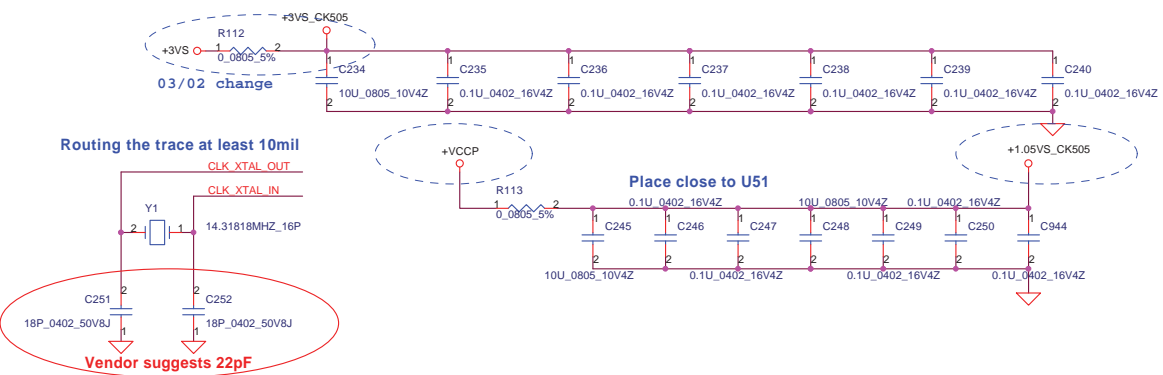 +3VS_CK505
R112
+3VS
1 2
0_0805_5%
03/02 change
1 1 1 1 1 1 1
C234 C235 C236 C237 C238 C239 C240
10U_0805_10V4Z 0.1U_0402_16V4Z 0.1U_0402_16V4Z 0.1U_0402_16V4Z 0.1U_0402_16V4Z 0.1U_0402_16V4Z 0.1U_0402_16V4Z
2 2 2 2 2 2 2
Routing the trace at least 10mil
CLK_XTAL_OUT
CLK_XTAL_IN
Y1
2 1
14.31818MHZ_16P
2 2
C251 C252
18P_0402_50V8J 18P_0402_50V8J
1 1
Vendor suggests 22pF
+VCCP
+1.05VS_CK505
R113
1 2
0_0805_5%
Place close to U51
0.1U_0402_16V4Z 10U_0805_10V4Z 0.1U_0402_16V4Z
1 1 1 1 1 1 1
C245 C246 C247 C248 C249 C250 C944
2 2 2 2 2 2 2
10U_0805_10V4Z 0.1U_0402_16V4Z 0.1U_0402_16V4Z 0.1U_0402_16V4Z